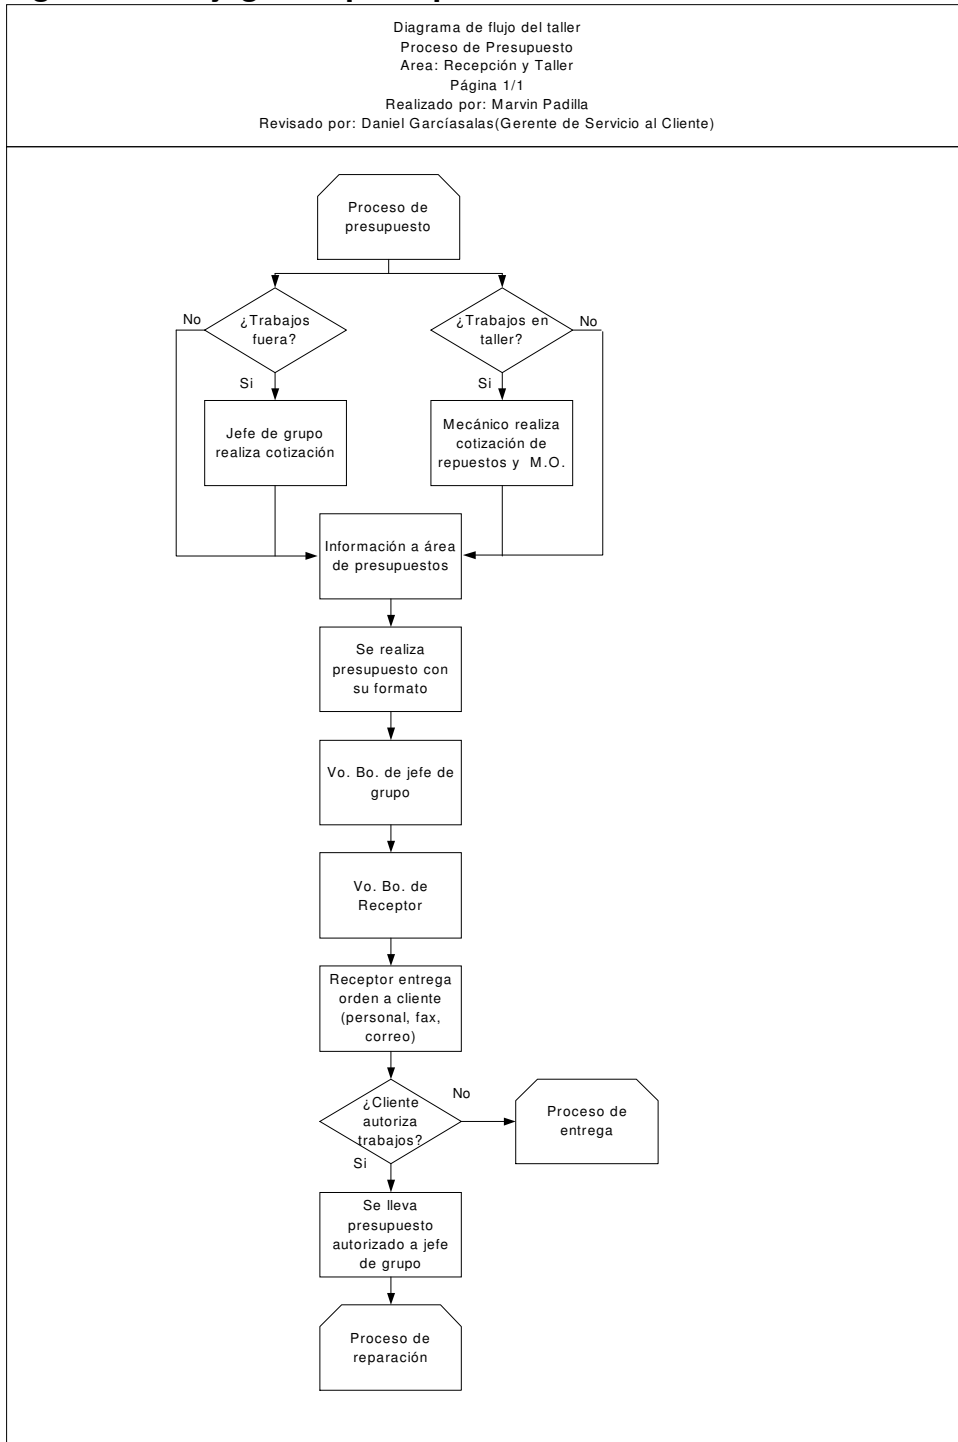 Diagrama de flujo del taller
Proceso de Presupuesto
Area: Recepción y Taller
Página 1/1
Realizado por: Marvin Padilla
Revisado por: Daniel Garcíasalas(Gerente de Servicio al Cliente)
Proceso de
presupuesto
No
¿Trabajos
fuera?
¿Trabajos en
taller?
No
Si
Si
Jefe de grupo
realiza cotización
Mecánico realiza
cotización de
repuestos y M.O.
Información a área
de presupuestos
Se realiza
presupuesto con
su formato
Vo. Bo. de jefe de
grupo
Vo. Bo. de
Receptor
Receptor entrega
orden a cliente
(personal, fax,
correo)
¿Cliente
autoriza
trabajos?
No
Proceso de
entrega
Si
Se lleva
presupuesto
autorizado a jefe
de grupo
Proceso de
reparación